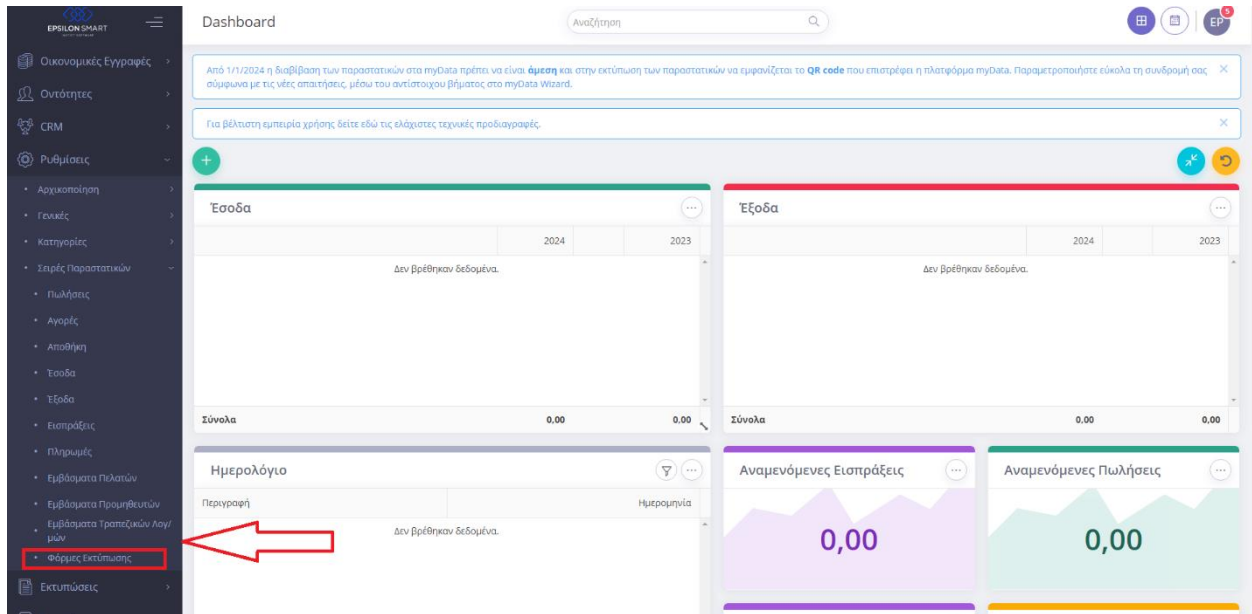 EPSILON SMART
Dashboard
Αναζήτηση
5
EP
Οικονομικές Εγγραφές
Οντότητες
CRM
Ρυθμίσεις
Αρχικοποίηση
Γενικές
Κατηγορίες
Σειρές Παραστατικών
Πωλήσεις
Αγορές
Αποθήκη
Έσοδα
Έξοδα
Εισπράξεις
Πληρωμές
Εμβάσματα Πελατών
Εμβάσματα Προμηθευτών
Εμβάσματα Τραπεζικών Λογ/
μών
Φόρμες Εκτύπωσης
Εκτυπώσεις
Από 1/1/2024 η διαβίβαση των παραστατικών στα myData πρέπει να είναι άμεση και στην εκτύπωση των παραστατικών να εμφανίζεται το QR code που επιστρέφει η πλατφόρμα myData. Παραμετροποιήστε εύκολα τη συνδρομή σας
σύμφωνα με τις νέες απαιτήσεις, μέσω του αντίστοιχου βήματος στο myData Wizard.
Για βέλτιστη εμπειρία χρήσης δείτε εδώ τις ελάχιστες τεχνικές προδιαγραφές.
Έσοδα
2024 2023
Δεν βρέθηκαν δεδομένα.
Σύνολα 0,00 0,00
Έξοδα
2024 2023
Δεν βρέθηκαν δεδομένα.
Σύνολα 0,00 0,00
Ημερολόγιο
Περιγραφή Ημερομηνία
Δεν βρέθηκαν δεδομένα.
Αναμενόμενες Εισπράξεις
0,00
Αναμενόμενες Πωλήσεις
0,00